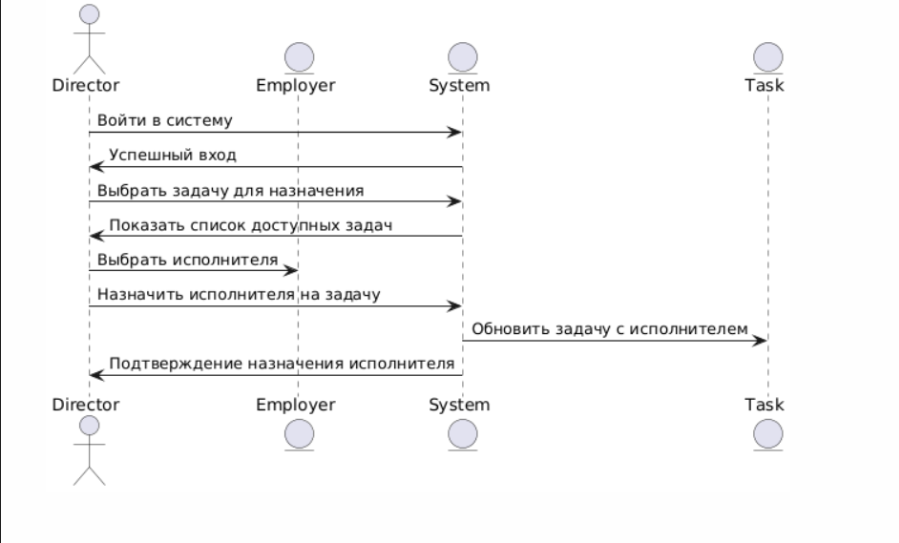 Director
Employer
System
Task
Войти в систему
Успешный вход
Выбрать задачу для назначения
Показать список доступных задач
Выбрать исполнителя
Назначить исполнителя на задачу
Обновить задачу с исполнителем
Подтверждение назначения исполнителя
Director
Employer
System
Task